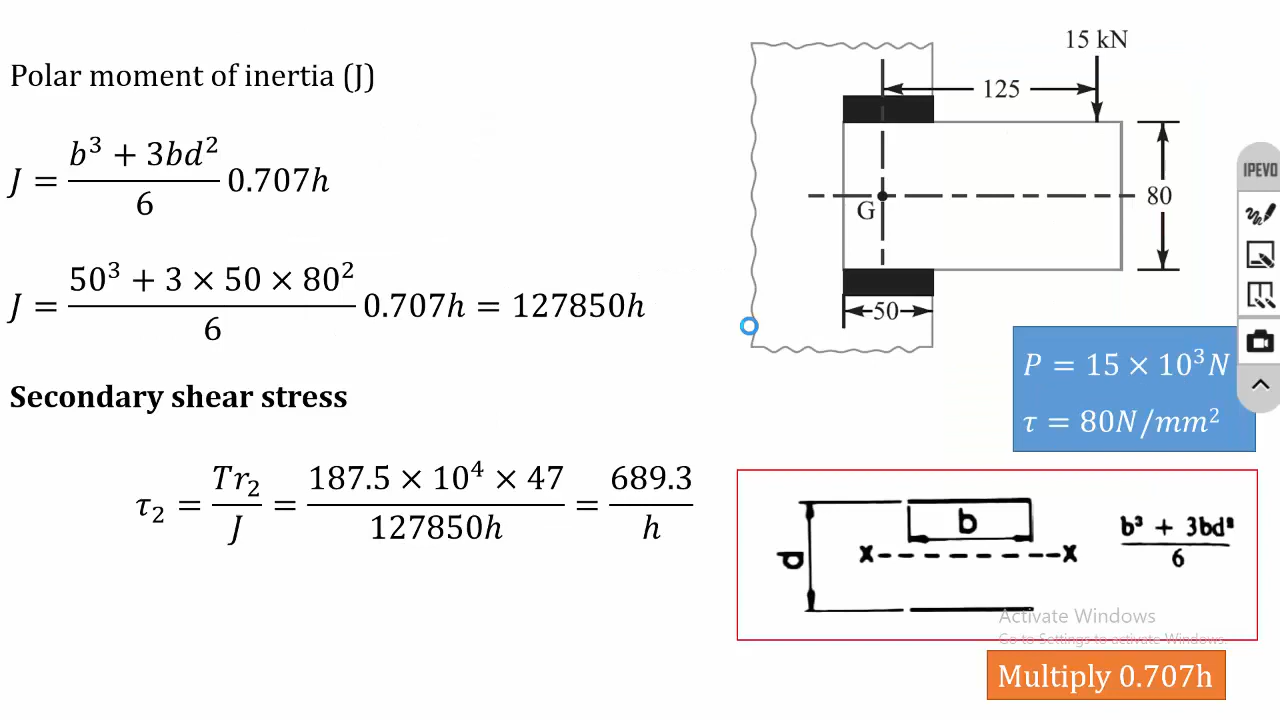 Polar moment of inertia (J)
J = (b³ + 3bd²)/6 0.707h
J = (50³ + 3 × 50 × 80²)/6 0.707h = 127850h
Secondary shear stress
τ₂ = Tr₂/J = (187.5 × 10⁴ × 47)/127850h = 689.3/h
15 kN
125
G
80
50
IPEVO
P = 15 × 10³N
τ = 80N/mm²
b
d
x x
(b³ + 3bd²)/6
Activate Windows
Go to Settings to activate Windows.
Multiply 0.707h